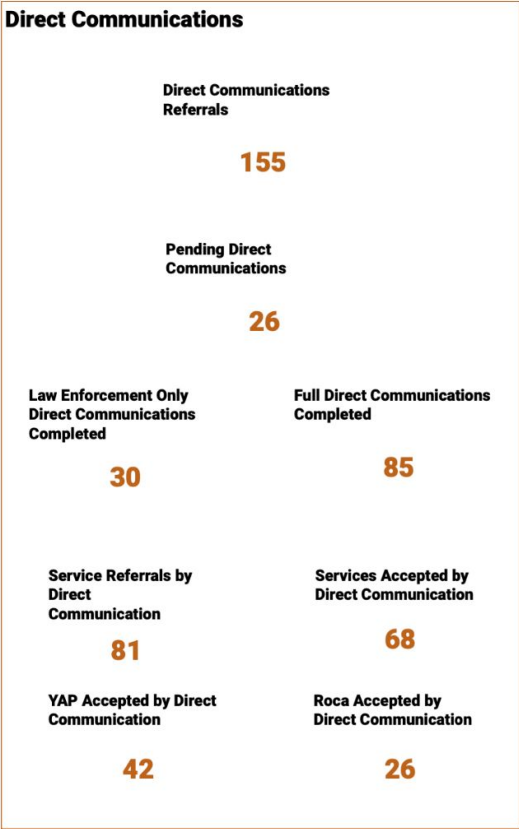 Direct Communications
Direct Communications
Referrals
155
Pending Direct
Communications
26
Law Enforcement Only
Direct Communications
Completed
30
Full Direct Communications
Completed
85
Service Referrals by
Direct
Communication
81
Services Accepted by
Direct Communication
68
YAP Accepted by Direct
Communication
42
Roca Accepted by
Direct Communication
26